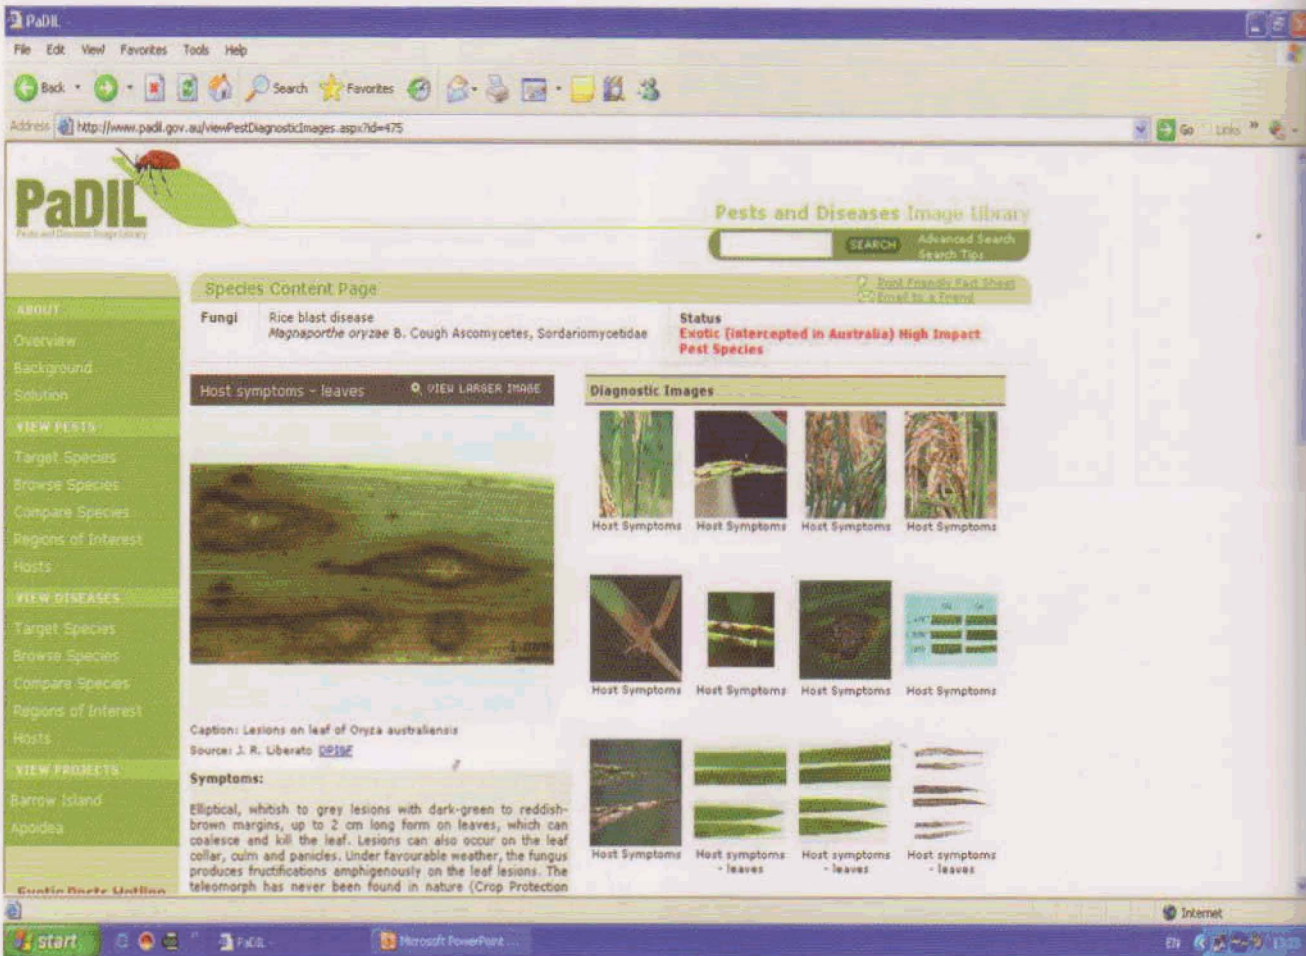 PaDIL -
File Edit View Favorites Tools Help
Back Search Favorites
Address http://www.padil.gov.au/viewPestDiagnosticImages.aspx?id=475 Go Links »
PaDIL
Pests and Diseases Image Library
Pests and Diseases Image Library
SEARCH Advanced Search
Search Tips
Species Content Page
Print Friendly Fact Sheet
Email to a Friend
Fungi Rice blast disease
Magnaporthe oryzae B. Cough Ascomycetes, Sordariomycetidae
Status
Exotic (intercepted in Australia) High Impact
Pest Species
ABOUT
Overview
Background
Solution
VIEW PESTS
Target Species
Browse Species
Compare Species
Regions of Interest
Hosts
VIEW DISEASES
Target Species
Browse Species
Compare Species
Regions of Interest
Hosts
VIEW PROJECTS
Barrow Island
Apoidea
Exotic Pests Hotline
Host symptoms - leaves VIEW LARGER IMAGE
Caption: Lesions on leaf of Oryza australiensis
Source: J. R. Liberato DPI&F
Symptoms:
Elliptical, whitish to grey lesions with dark-green to reddish-
brown margins, up to 2 cm long form on leaves, which can
coalesce and kill the leaf. Lesions can also occur on the leaf
collar, culm and panicles. Under favourable weather, the fungus
produces fructifications amphigenously on the leaf lesions. The
teleomorph has never been found in nature (Crop Protection
Diagnostic Images
Host Symptoms Host Symptoms Host Symptoms Host Symptoms
Host Symptoms Host Symptoms Host Symptoms Host Symptoms
Host Symptoms Host symptoms Host symptoms Host symptoms
- leaves - leaves - leaves
Internet
start PaDIL - Microsoft PowerPoint ... EN